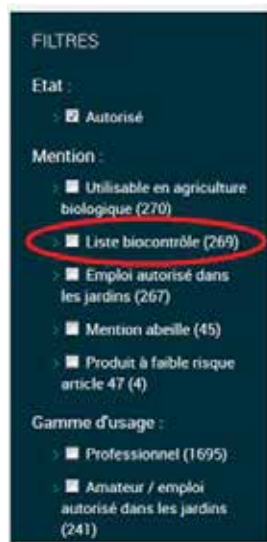 FILTRES
Etat :
Autorisé
Mention :
Utilisable en agriculture
biologique (270)
Liste biocontrôle (269)
Emploi autorisé dans
les jardins (267)
Mention abeille (45)
Produit à faible risque
article 47 (4)
Gamme d'usage :
Professionnel (1695)
Amateur / emploi
autorisé dans les jardins
(241)